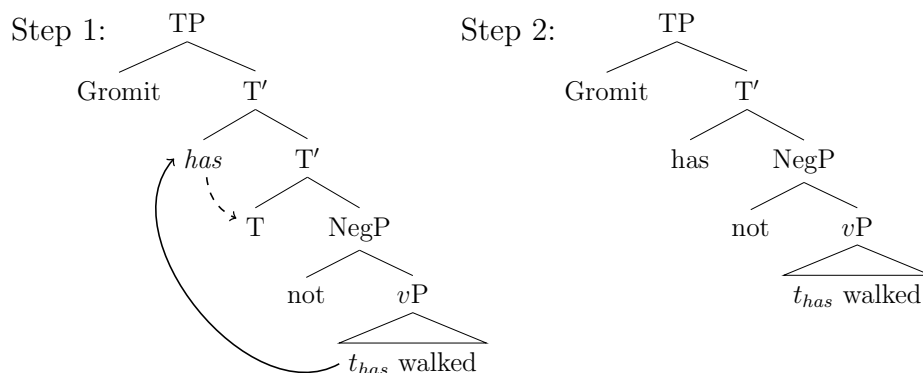 Step 1:
TP
Gromit T′
has T′
T NegP
not vP
t_has walked
Step 2:
TP
Gromit T′
has NegP
not vP
t_has walked